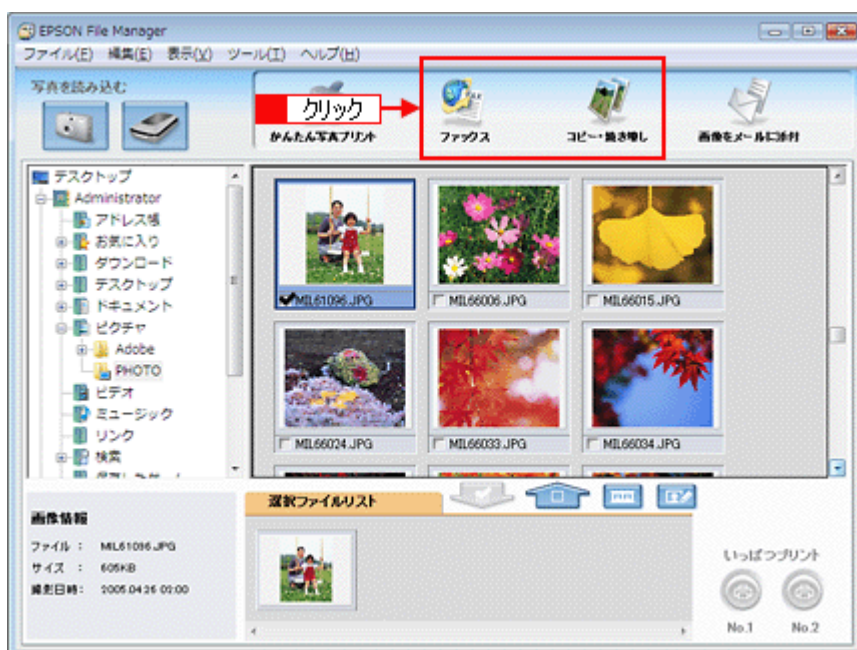 EPSON File Manager
ファイル(F) 編集(E) 表示(V) ツール(T) ヘルプ(H)
写真を読み込む
クリック
かんたん写真プリント ファックス コピー・焼き増し 画像をメールに添付
デスクトップ
Administrator
アドレス帳
お気に入り
ダウンロード
デスクトップ
ドキュメント
ピクチャ
Adobe
PHOTO
ビデオ
ミュージック
リンク
検索
MIL61096.JPG MIL66006.JPG MIL66015.JPG
MIL66024.JPG MIL66033.JPG MIL66034.JPG
選択ファイルリスト
画像情報
ファイル : MIL61096.JPG
サイズ : 605KB
撮影日時: 2005.04.26 02:00
いっぱつプリント
No.1 No.2